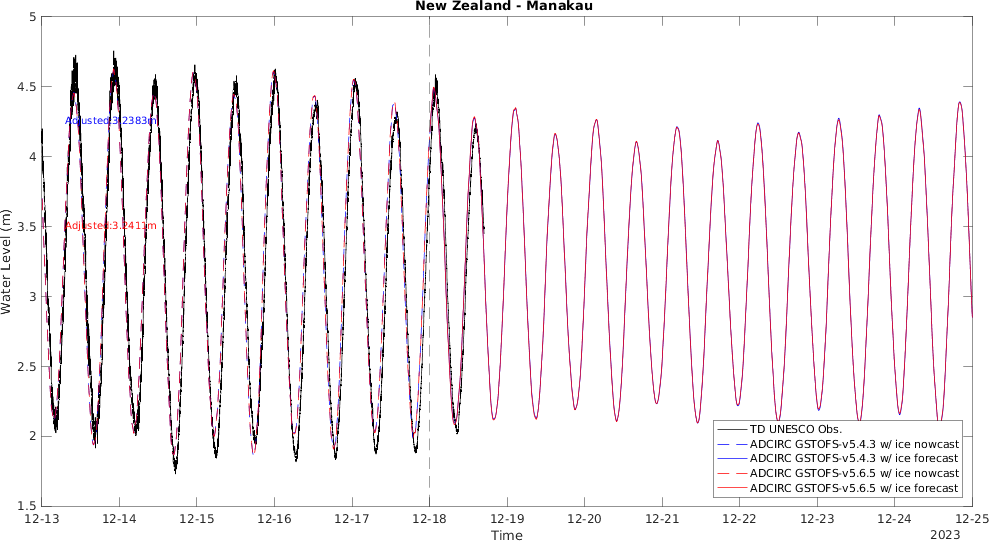 New Zealand - Manakau
5
4.5
4
3.5
3
2.5
2
1.5
Water Level (m)
Adjusted:3.2383m
Adjusted:3.2411m
TD UNESCO Obs.
ADCIRC GSTOFS-v5.4.3 w/ ice nowcast
ADCIRC GSTOFS-v5.4.3 w/ ice forecast
ADCIRC GSTOFS-v5.6.5 w/ ice nowcast
ADCIRC GSTOFS-v5.6.5 w/ ice forecast
12-13 12-14 12-15 12-16 12-17 12-18 12-19 12-20 12-21 12-22 12-23 12-24 12-25
Time
2023